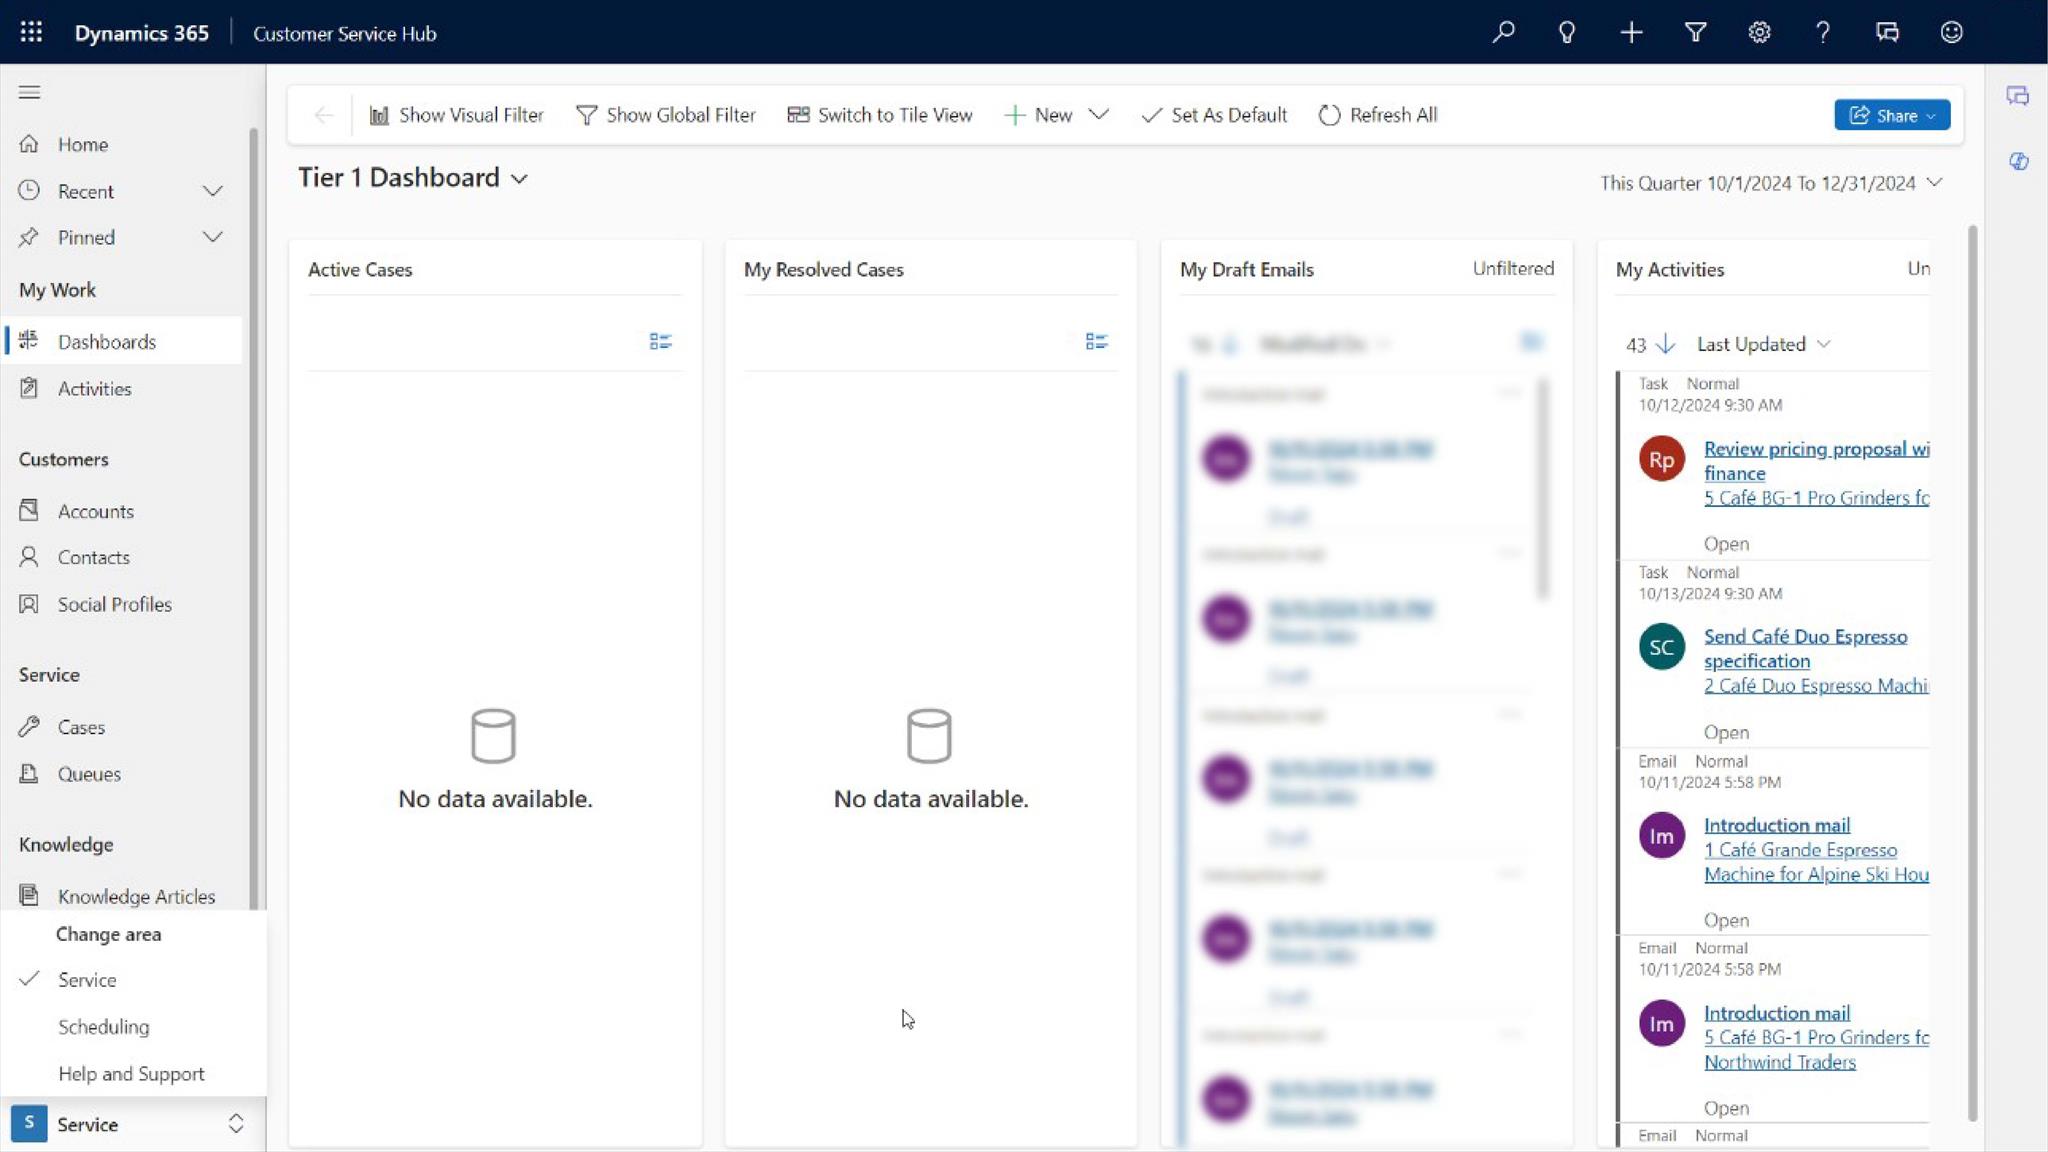 Dynamics 365
Customer Service Hub
Show Visual Filter
Show Global Filter
Switch to Tile View
New
Set As Default
Refresh All
Share
Home
Recent
Pinned
My Work
Dashboards
Activities
Customers
Accounts
Contacts
Social Profiles
Service
Cases
Queues
Knowledge
Knowledge Articles
Change area
Service
Scheduling
Help and Support
S
Service
Tier 1 Dashboard
This Quarter 10/1/2024 To 12/31/2024
Active Cases
No data available.
My Resolved Cases
No data available.
My Draft Emails
Unfiltered
My Activities
Un
43
Last Updated
Task Normal
10/12/2024 9:30 AM
Rp
Review pricing proposal wi
finance
5 Café BG-1 Pro Grinders fo
Open
Task Normal
10/13/2024 9:30 AM
SC
Send Café Duo Espresso
specification
2 Café Duo Espresso Machi
Open
Email Normal
10/11/2024 5:58 PM
Im
Introduction mail
1 Café Grande Espresso
Machine for Alpine Ski Hou
Open
Email Normal
10/11/2024 5:58 PM
Im
Introduction mail
5 Café BG-1 Pro Grinders fo
Northwind Traders
Open
Email Normal